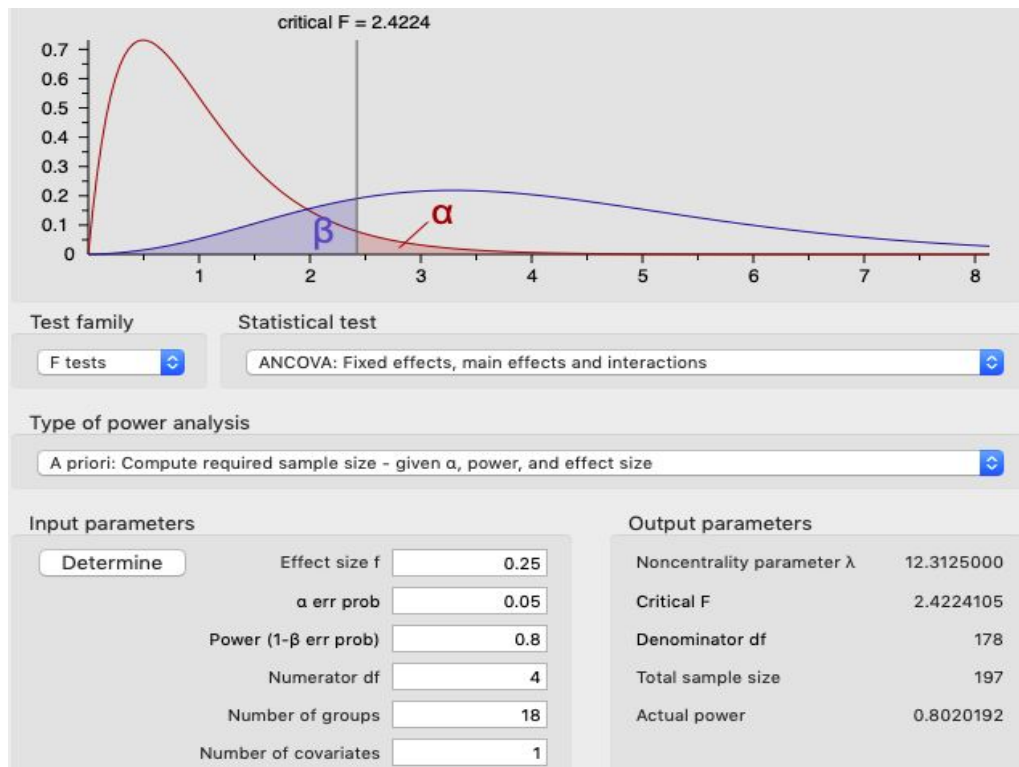 critical F = 2.4224
0.7
0.6
0.5
0.4
0.3
0.2
0.1
0
β
α
1 2 3 4 5 6 7 8
Test family Statistical test
F tests ANCOVA: Fixed effects, main effects and interactions
Type of power analysis
A priori: Compute required sample size - given α, power, and effect size
Input parameters Output parameters
Determine Effect size f 0.25 Noncentrality parameter λ 12.3125000
α err prob 0.05 Critical F 2.4224105
Power (1-β err prob) 0.8 Denominator df 178
Numerator df 4 Total sample size 197
Number of groups 18 Actual power 0.8020192
Number of covariates 1